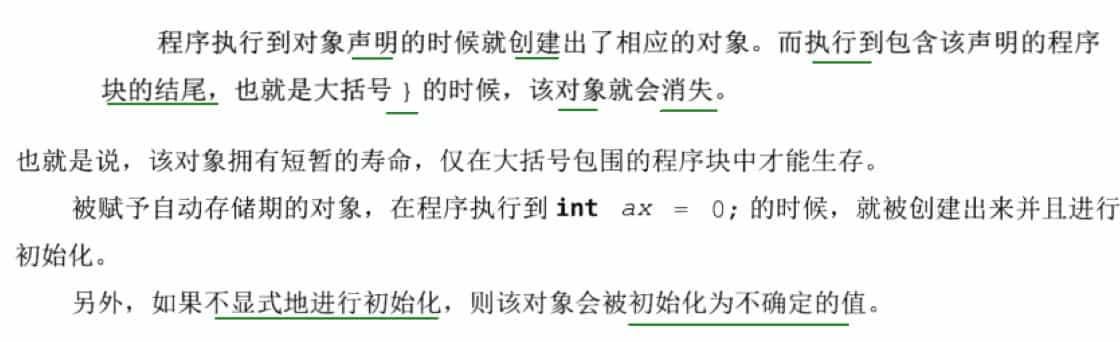 程序执行到对象声明的时候就创建出了相应的对象。而执行到包含该声明的程序
块的结尾，也就是大括号 } 的时候，该对象就会消失。
也就是说，该对象拥有短暂的寿命，仅在大括号包围的程序块中才能生存。
被赋予自动存储期的对象，在程序执行到 int ax = 0; 的时候，就被创建出来并且进行
初始化。
另外，如果不显式地进行初始化，则该对象会被初始化为不确定的值。